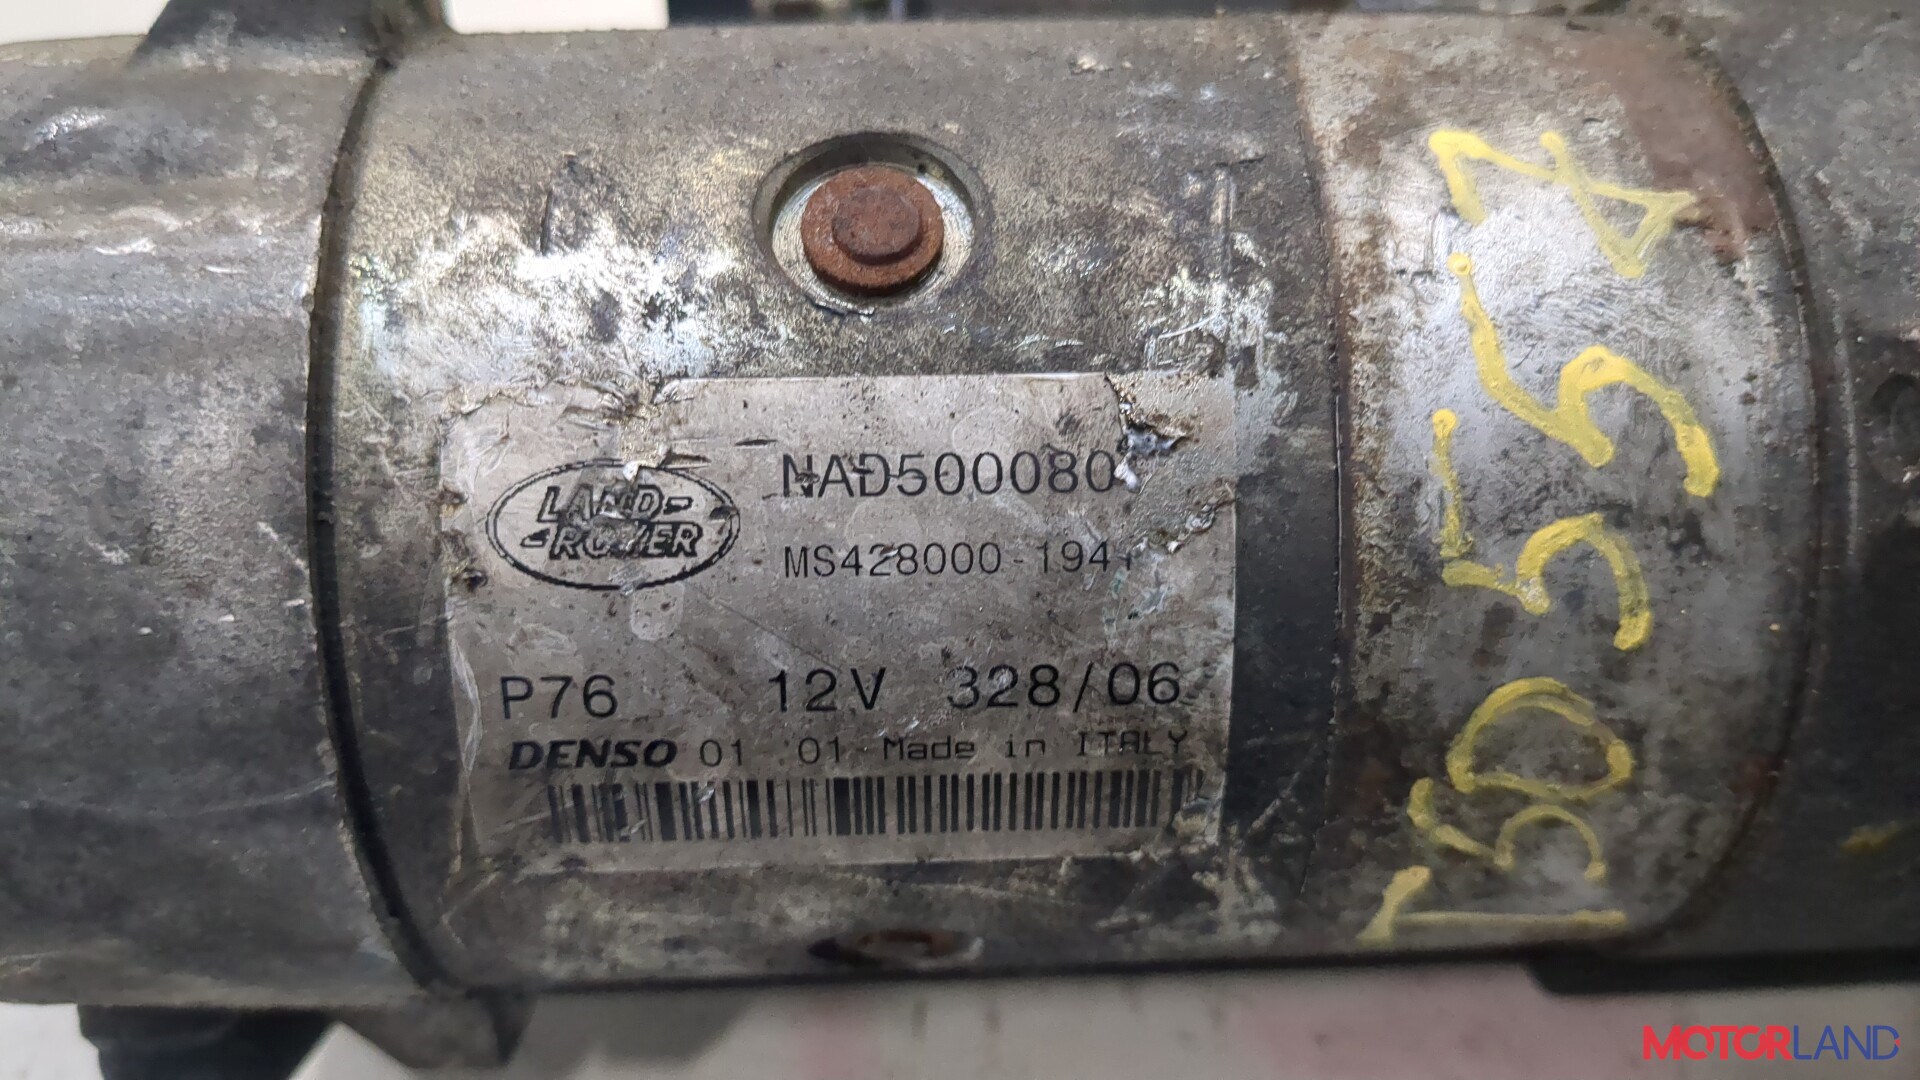 LAND-
-ROVER
NAD500080
MS428000-194
P76 12V 328/06
DENSO 01 01 Made in ITALY
MOTORLAND